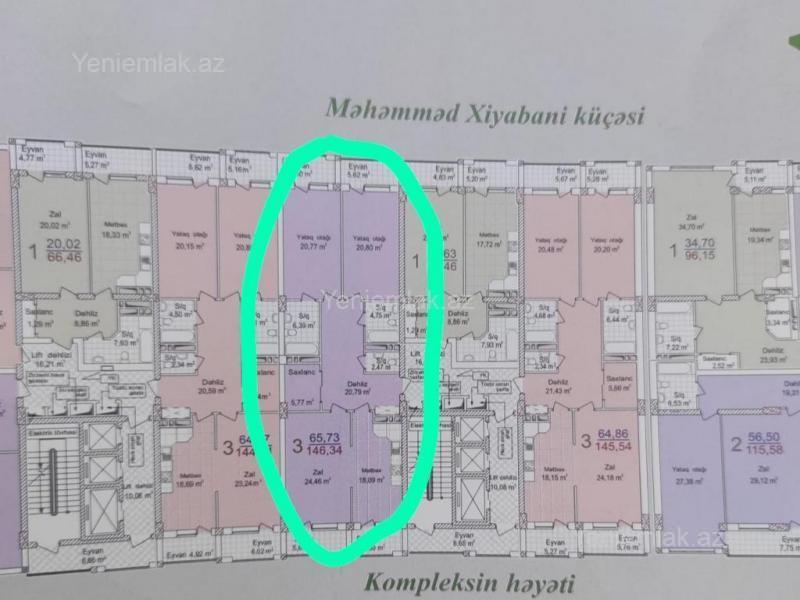 Yeniemlak.az
Məhəmməd Xiyabani küçəsi
Eyvan
4,77 m²
Eyvan
5,27 m²
Eyvan
5,62 m²
Eyvan
5,16 m²
Eyvan
5,62 m²
Eyvan
4,83 m²
Eyvan
5,20 m²
Eyvan
5,67 m²
Eyvan
5,28 m²
Eyvan
5,11 m²
Zal
20,02 m²
Mətbəx
18,33 m²
1 20,02
66,46
Yataq otağı
20,15 m²
Yataq otağı
Yataq otağı
20,77 m²
Yataq otağı
20,80 m²
1
63
46
Mətbəx
17,72 m²
Yataq otağı
20,48 m²
Yataq otağı
20,20 m²
Zal
34,70 m²
1 34,70
96,15
Mətbəx
19,34 m²
Yeniemlak.az
Saxlanc
1,29 m²
Dəhliz
8,86 m²
S/q
7,93 m²
S/q
4,50 m²
S/q
6,39 m²
S/q
4,75 m²
S/q
2,47 m²
Saxlanc
1,29 m²
Dəhliz
8,86 m²
S/q
7,93 m²
S/q
4,68 m²
S/q
6,44 m²
S/q
7,22 m²
Saxlanc
2,52 m²
S/q
3,34 m²
Dəhliz
23,93 m²
Lift dəhlizi
16,21 m²
S/q
2,34 m²
Dəhliz
20,59 m²
Saxlanc
Saxlanc
5,77 m²
Dəhliz
20,79 m²
S/q
2,34 m²
Dəhliz
21,43 m²
Saxlanc
5,86 m²
S/q
6,53 m²
Dəhliz
3
Mətbəx
18,69 m²
Zal
23,24 m²
3 65,73
146,34
Zal
24,46 m²
Mətbəx
18,09 m²
3 64,86
145,54
Mətbəx
18,15 m²
Zal
24,18 m²
Yataq otağı
27,38 m²
2 56,50
115,58
Zal
29,12 m²
Lift dəhlizi
10,08 m²
Lift dəhlizi
10,08 m²
Eyvan
6,86 m²
Eyvan 4,92 m²
Eyvan
6,02 m²
Eyvan
8,65 m²
Eyvan
5,27 m²
Eyvan
5,76 m²
Eyvan
7,75 m²
Yeniemlak.az
Kompleksin həyəti